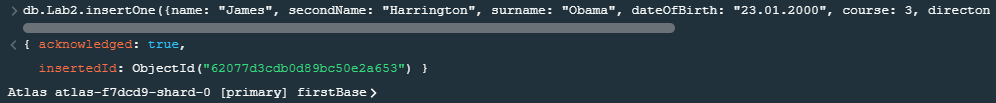 > db.Lab2.insertOne({name: "James", secondName: "Harrington", surname: "Obama", dateOfBirth: "23.01.2000", course: 3, directon
< { acknowledged: true,
insertedId: ObjectId("62077d3cdb0d89bc50e2a653") }
Atlas atlas-f7dcd9-shard-0 [primary] firstBase>